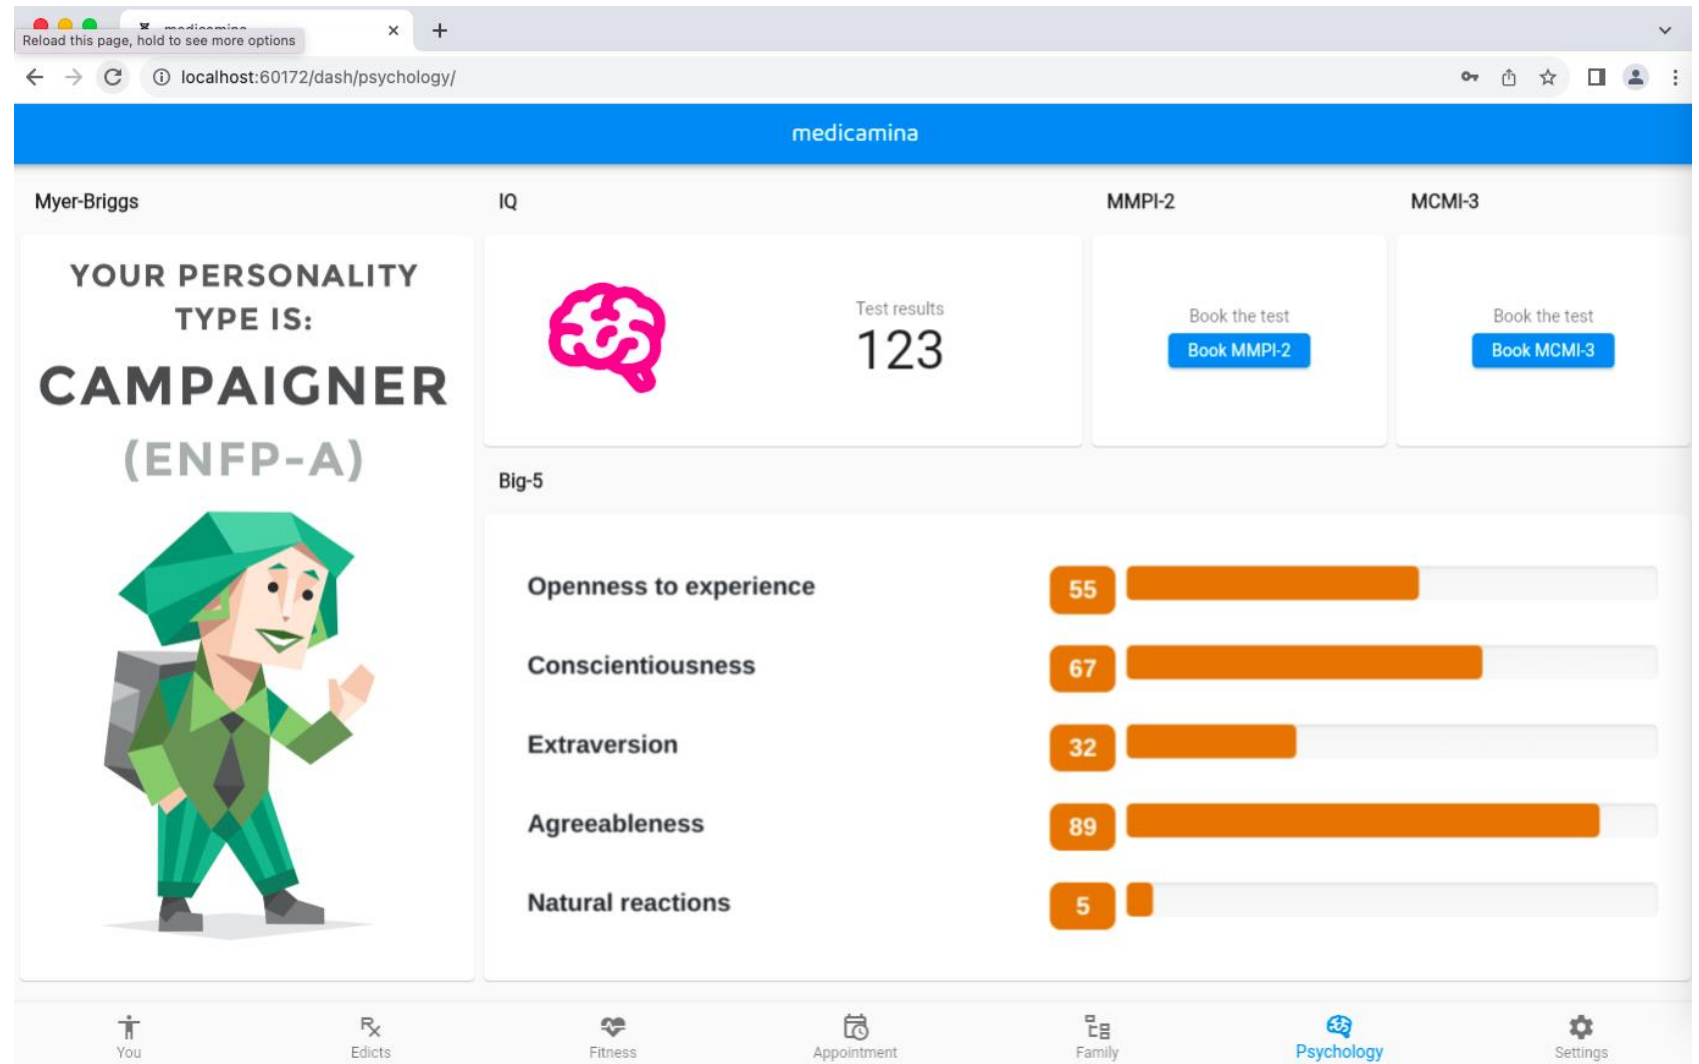 Reload this page, hold to see more options
localhost:60172/dash/psychology/
medicamina
Myer-Briggs
YOUR PERSONALITY
TYPE IS:
CAMPAIGNER
(ENFP-A)
IQ
Test results
123
MMPI-2
Book the test
Book MMPI-2
MCMI-3
Book the test
Book MCMI-3
Big-5
Openness to experience 55
Conscientiousness 67
Extraversion 32
Agreeableness 89
Natural reactions 5
You
Edicts
Fitness
Appointment
Family
Psychology
Settings